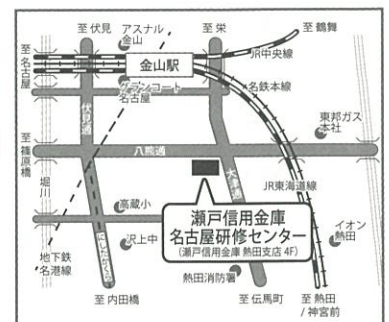 至 伏見
アスナル
金山
至 栄
至 鶴舞
至
名古屋
金山駅
JR中央線
グランコート
名古屋
名鉄本線
伏見通
東邦ガス
本社
至
篠原橋
八熊通
堀川
大津通
JR東海道線
高蔵小
瀬戸信用金庫
名古屋研修センター
(瀬戸信用金庫 熱田支店 4F)
イオン
熱田
沢上中
にしたかくら
地下鉄
名港線
熱田消防署
至 内田橋
至 伝馬町
至 熱田
/ 神宮前